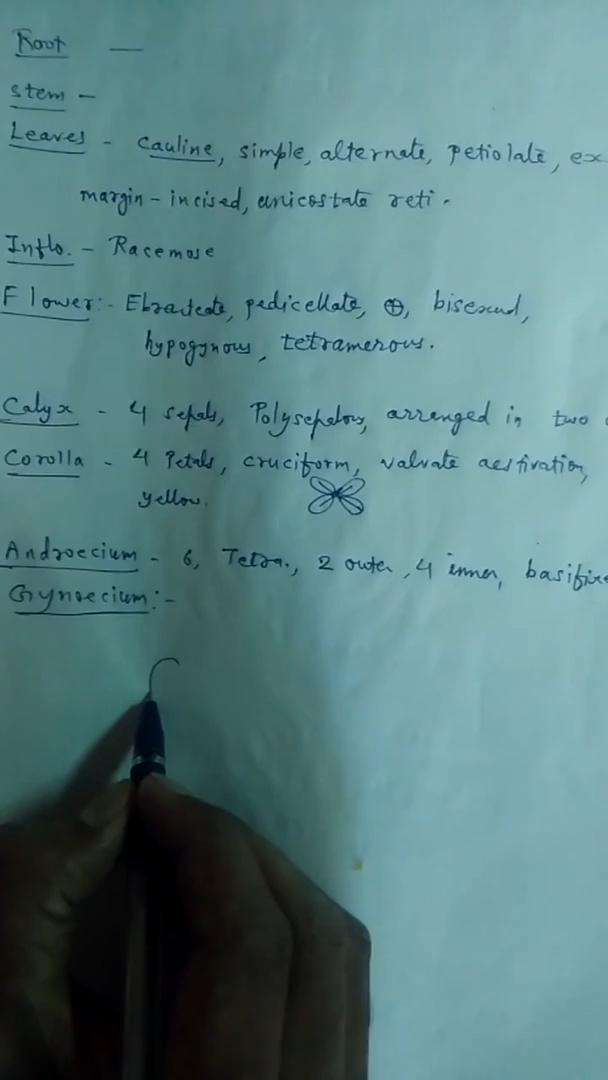 Root —
Stem –
Leaves - Cauline, simple, alternate, petiolate, ex
margin – incised, unicostate reti.
Inflo. – Racemose
Flower:- Ebracteate, pedicellate, ⊕, bisexual,
hypogynous, tetramerous.
Calyx - 4 sepals, Polysepalous, arranged in two
Corolla - 4 Petals, cruciform, valvate aestivation,
yellow.
Androecium - 6, Tetra., 2 outer, 4 inner, basifixe
Gynoecium:-